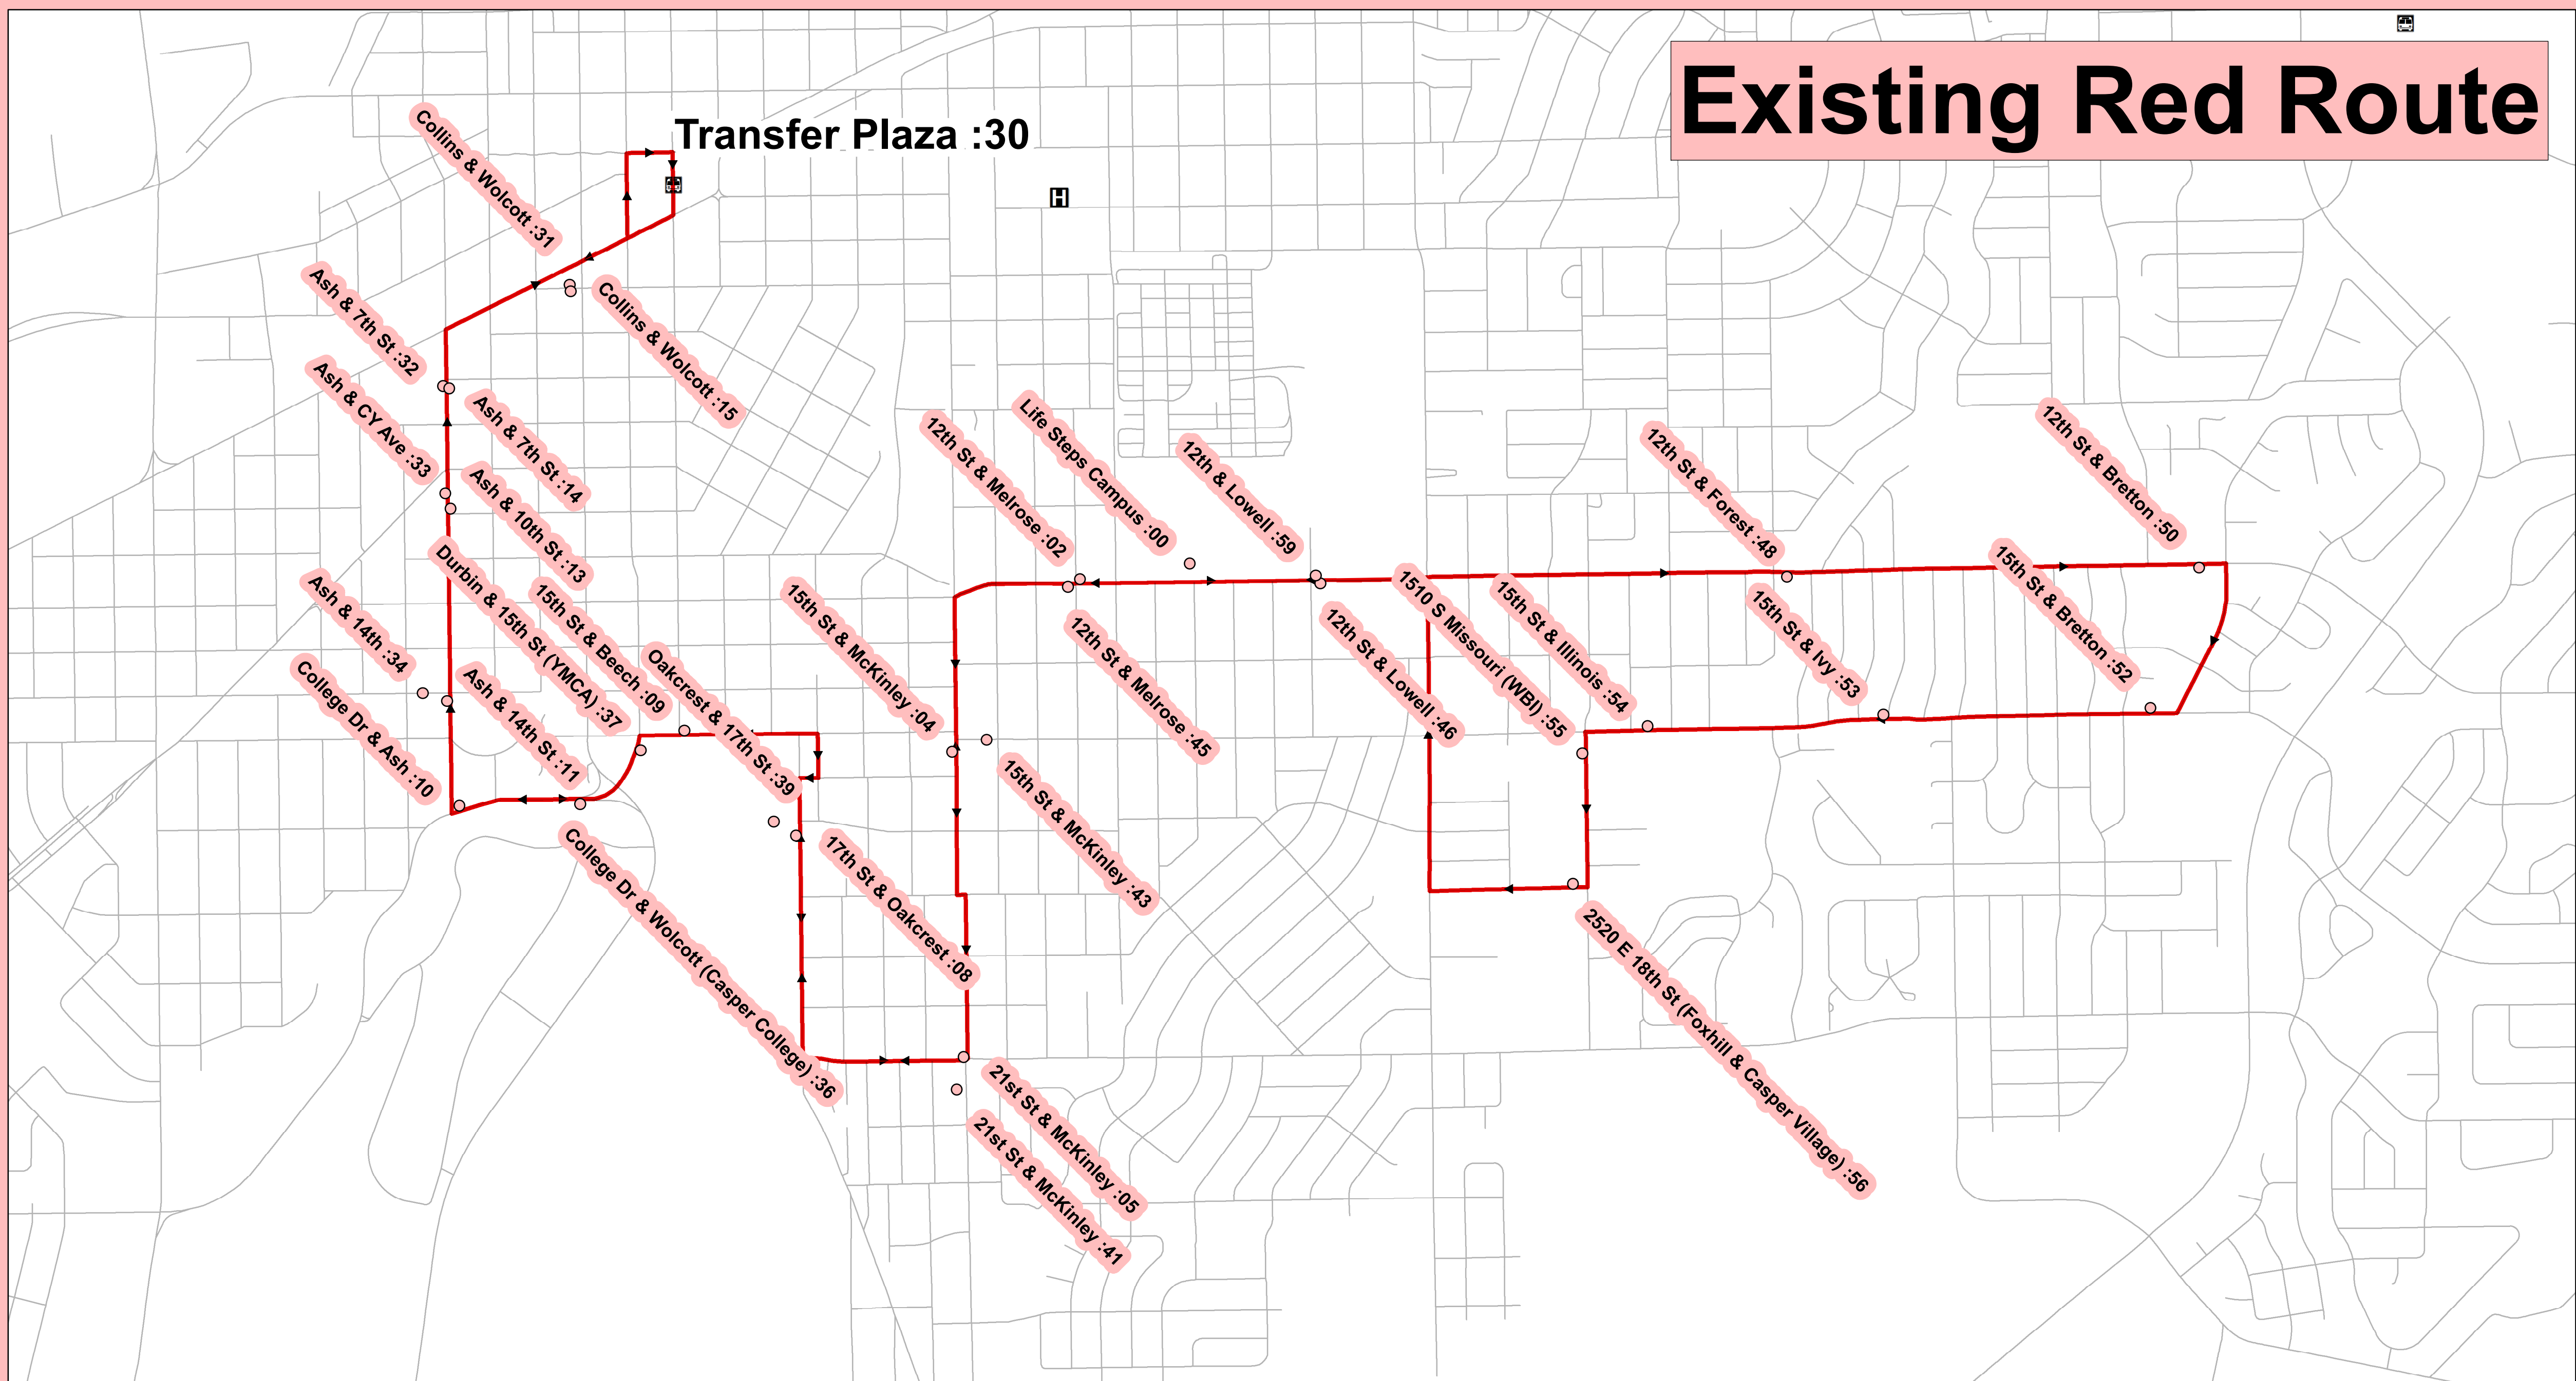 Existing Red Route
Transfer Plaza :30
H
Collins & Wolcott :31
Collins & Wolcott :15
Ash & 7th St :32
Ash & CY Ave :33
Ash & 7th St :14
Ash & 10th St :13
Durbin & 15th St (YMCA) :37
15th St & Beech :09
Ash & 14th :34
College Dr & Ash :10
Ash & 14th St :11
Oakcrest & 17th St :39
College Dr & Wolcott (Casper College) :36
17th St & Oakcrest :08
15th St & McKinley :04
15th St & McKinley :43
21st St & McKinley :05
21st St & McKinley :41
12th St & Melrose :02
Life Steps Campus :00
12th & Lowell :59
12th St & Melrose :45
12th St & Lowell :46
1510 S Missouri (WBI) :55
15th St & Illinois :54
12th St & Forest :48
15th St & Ivy :53
12th St & Bretton :50
15th St & Bretton :52
2520 E 18th St (Foxhill & Casper Village) :56